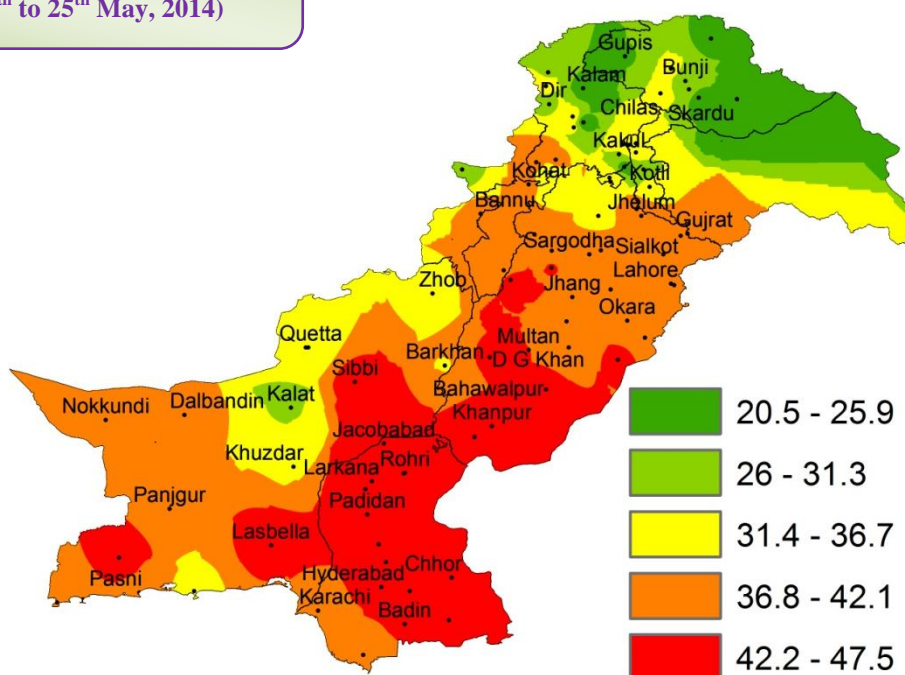 th to 25th May, 2014)
Gupis
Bunji
Kalam
Dir
Chilas
Skardu
Kakul
Kohat
Kotli
Bannu
Jhelum
Gujrat
Sargodha
Sialkot
Lahore
Zhob
Jhang
Okara
Quetta
Multan
Barkhan
D G Khan
Sibbi
Bahawalpur
Kalat
Dalbandin
Nokkundi
Khanpur
Jacobabad
Khuzdar
Rohri
Larkana
Panjgur
Padidan
Lasbella
Pasni
Hyderabad
Chhor
Karachi
Badin
20.5 - 25.9
26 - 31.3
31.4 - 36.7
36.8 - 42.1
42.2 - 47.5